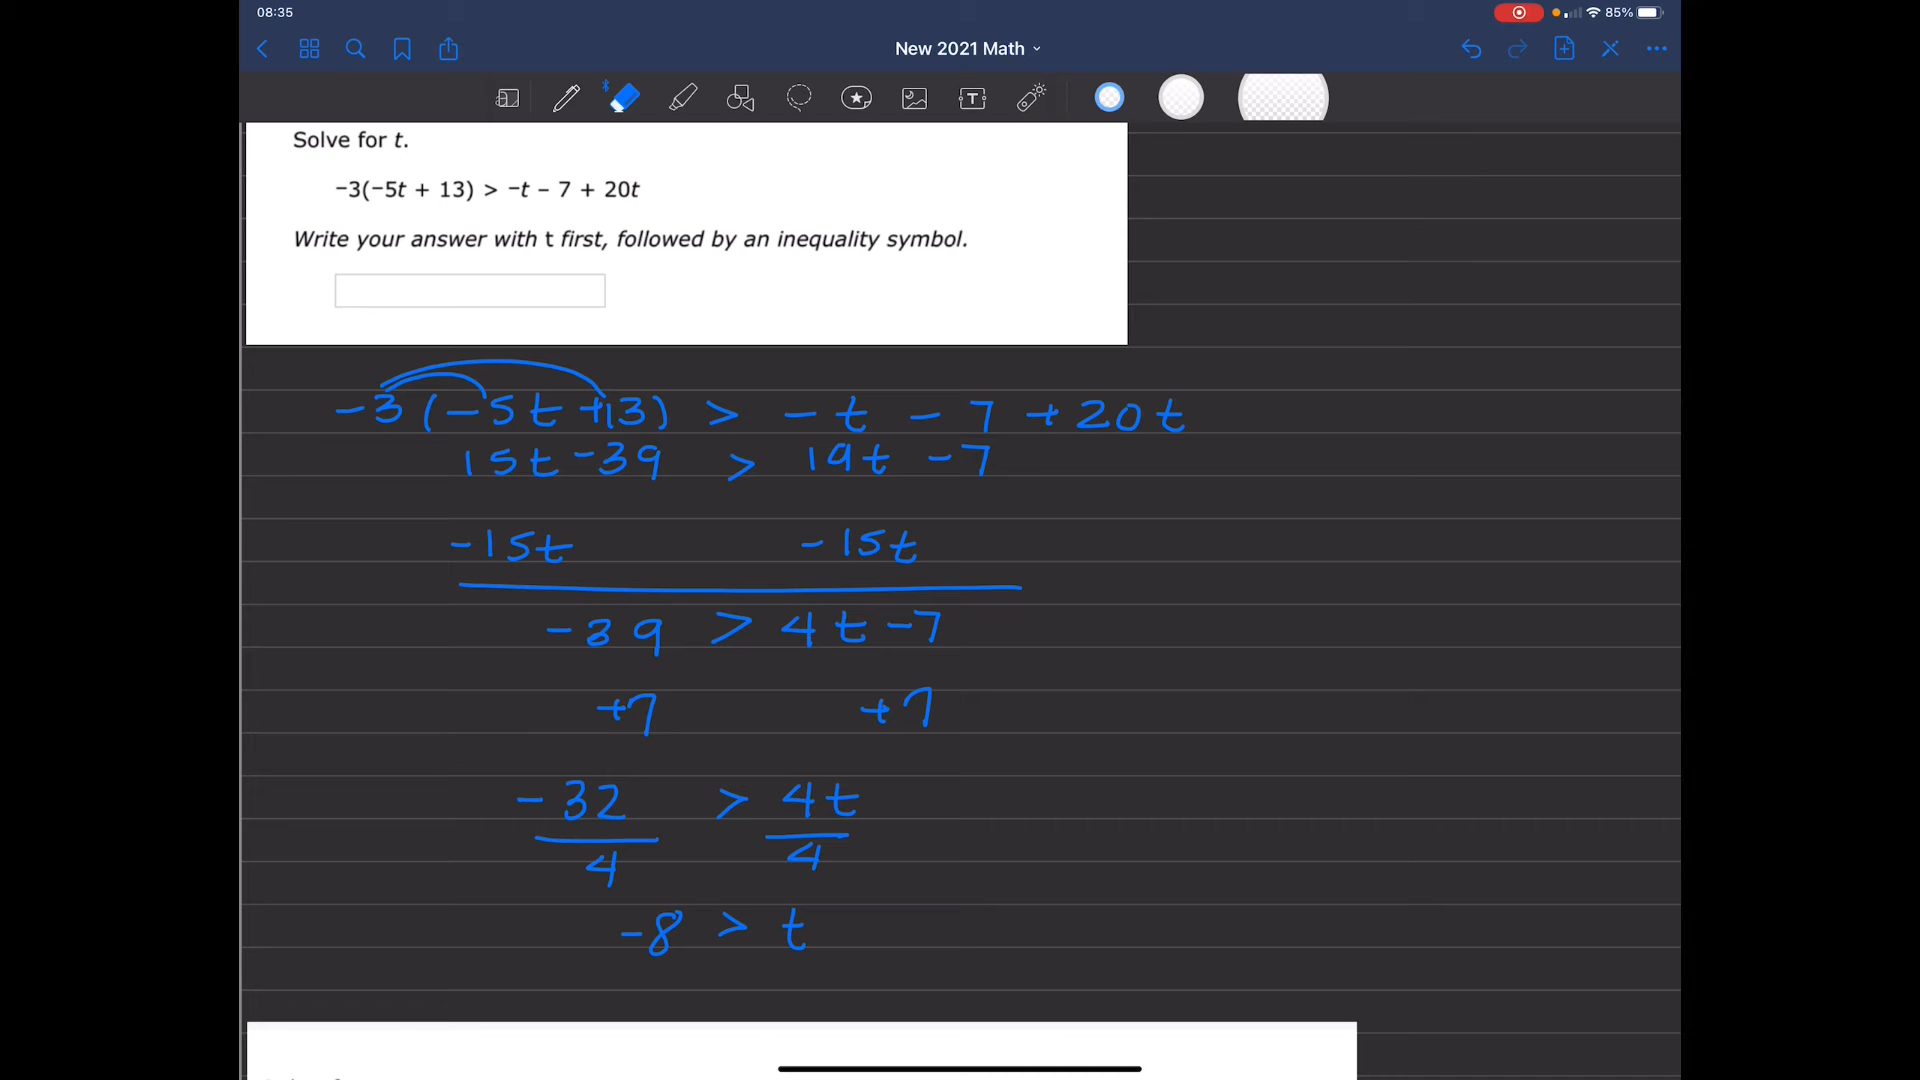 08:35
85%
New 2021 Math
Solve for t.
-3(-5t + 13) > -t - 7 + 20t
Write your answer with t first, followed by an inequality symbol.
-3(-5t+13) > -t - 7 + 20t
15t-39 > 19t-7
-15t -15t
-39 > 4t-7
+7 +7
-32 > 4t
4 4
-8 > t